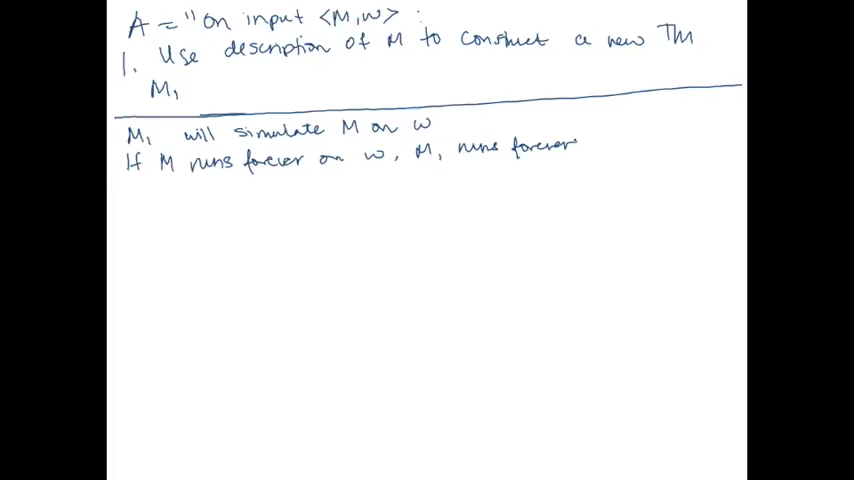 A = "On input <M,w> :
1. Use description of M to construct a new TM
M₁
M₁ will simulate M on w
If M runs forever on w, M₁ runs forever